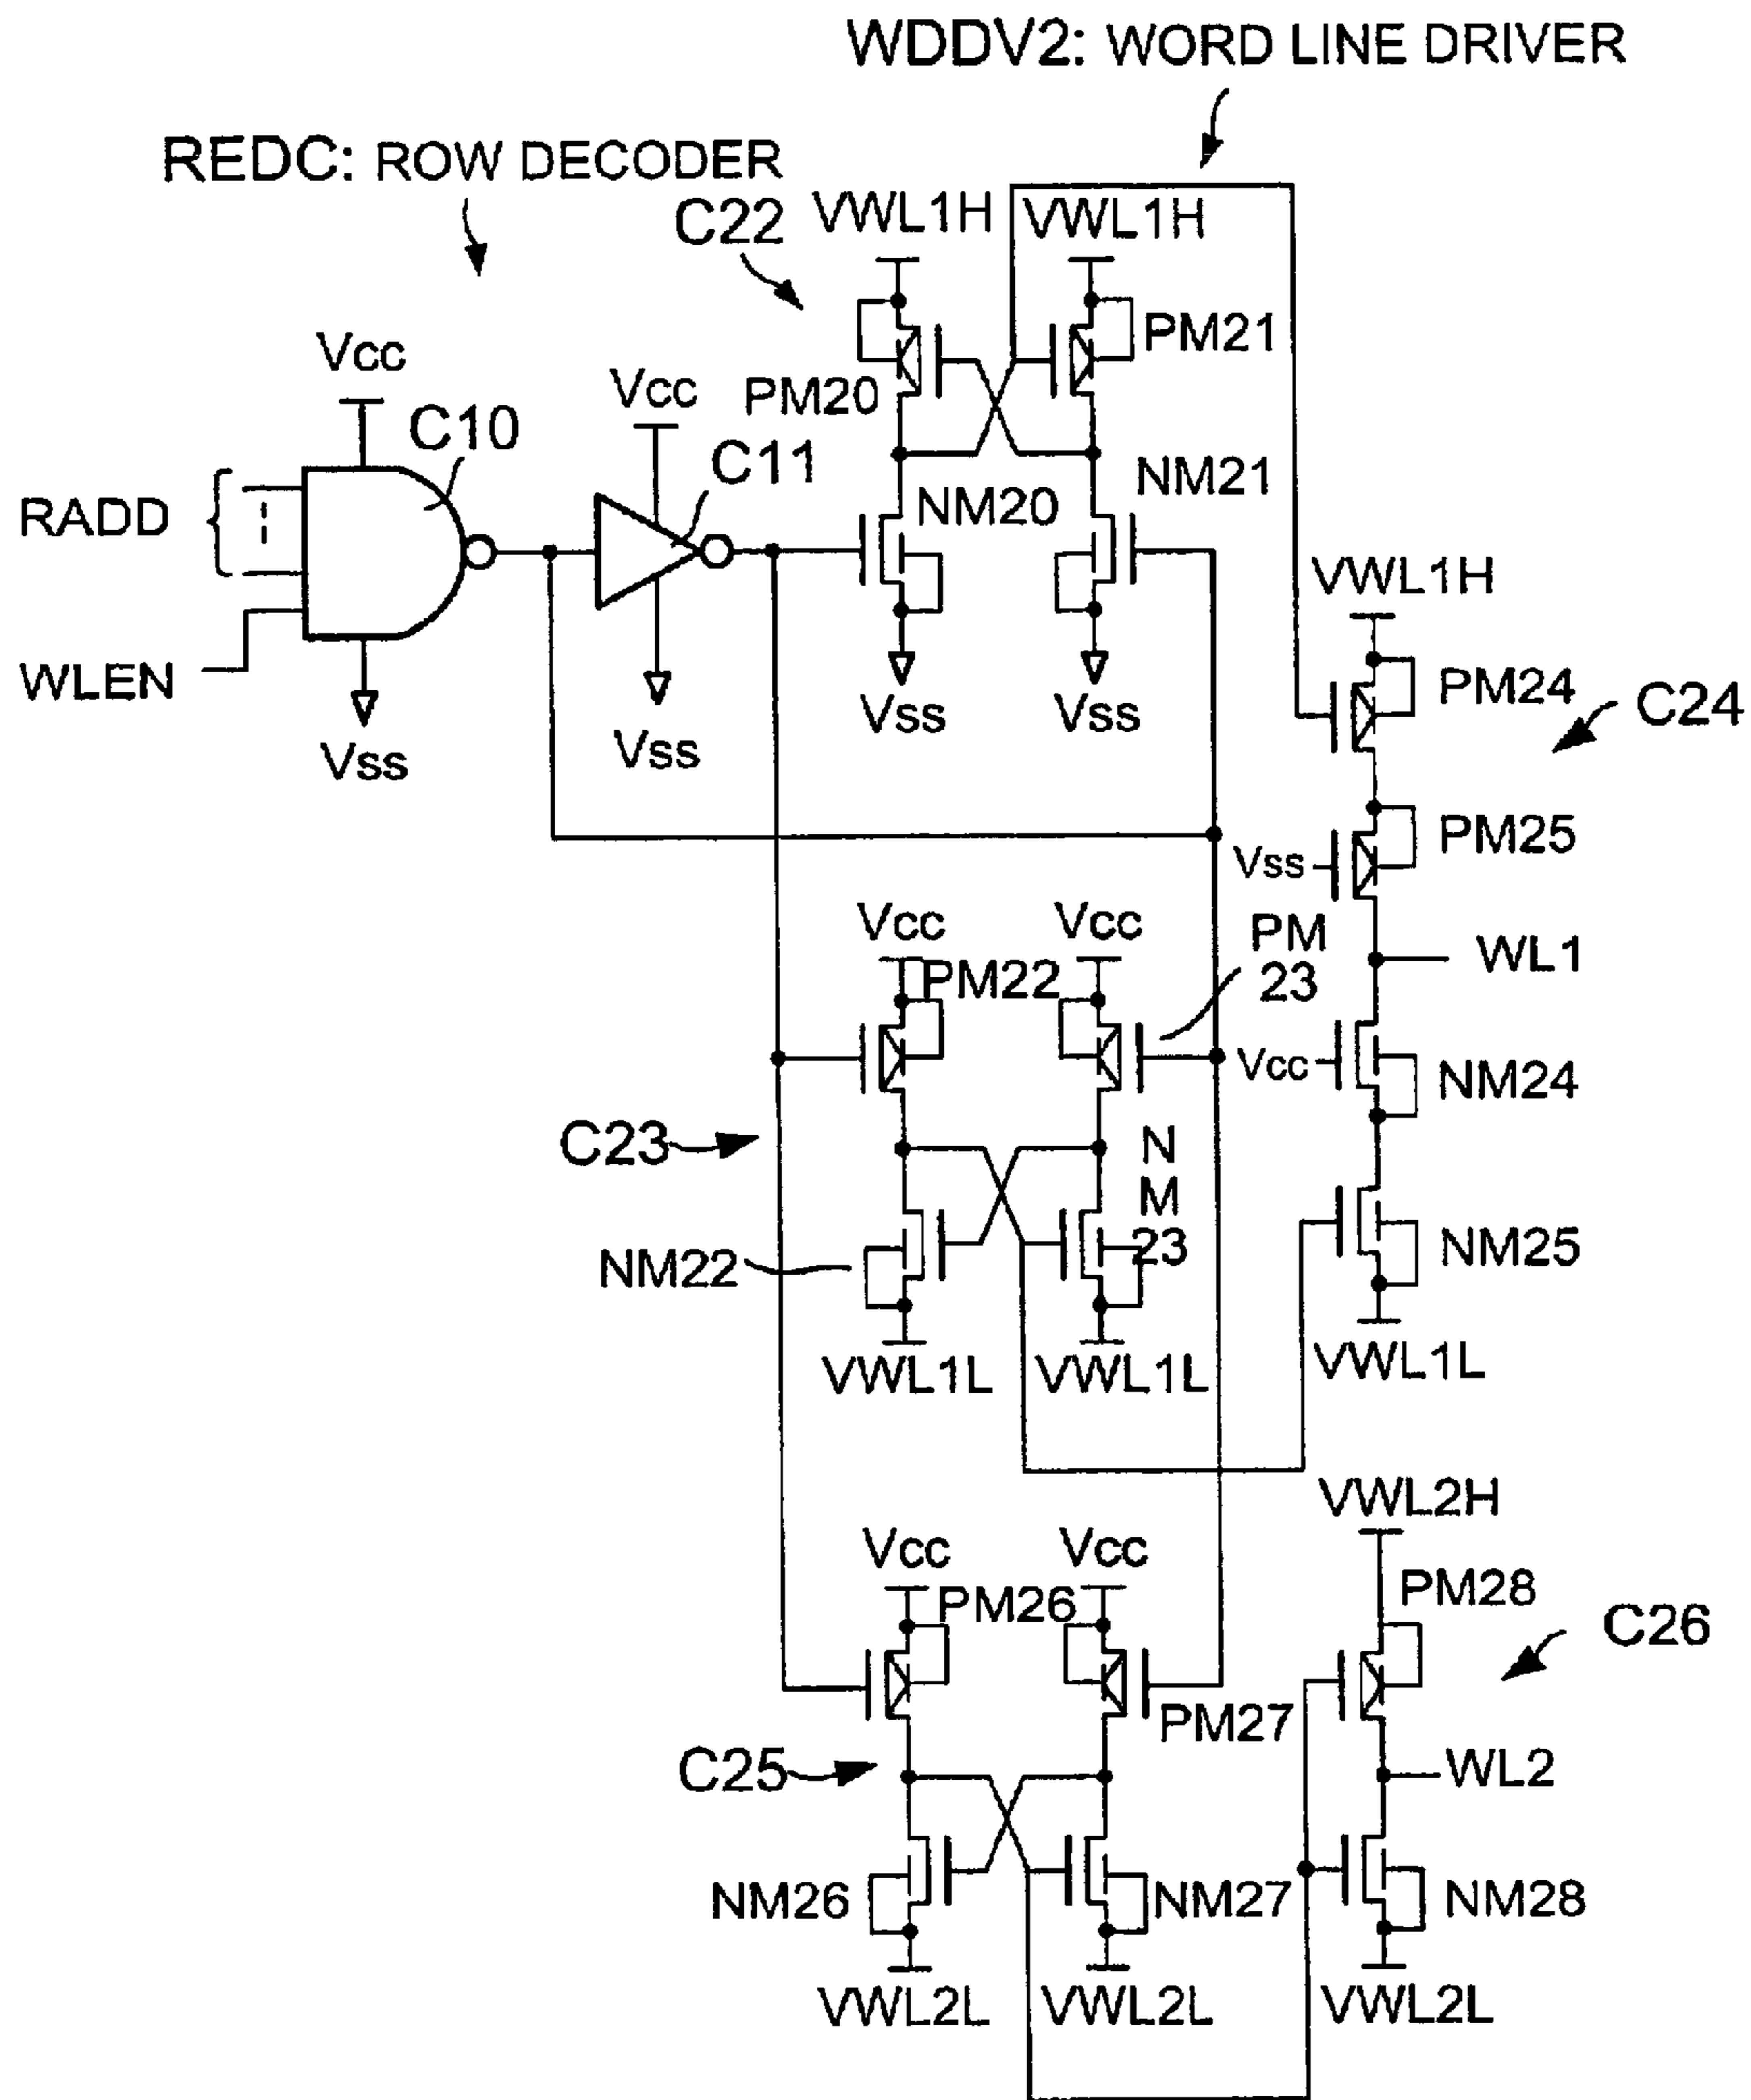 WDDV2: WORD LINE DRIVER
REDC: ROW DECODER
C22
VWL1H
VWL1H
PM21
Vcc
Vcc
PM20
C10
C11
NM21
RADD
NM20
VWL1H
WLEN
PM24
C24
Vss
Vss
Vss
Vss
PM25
Vss
Vcc
Vcc
PM
23
WL1
PM22
Vcc
NM24
C23
N
M
23
NM22
NM25
VWL1L
VWL1L
VWL1L
VWL2H
Vcc
Vcc
PM28
PM26
C26
PM27
C25
WL2
NM26
NM27
NM28
VWL2L
VWL2L
VWL2L